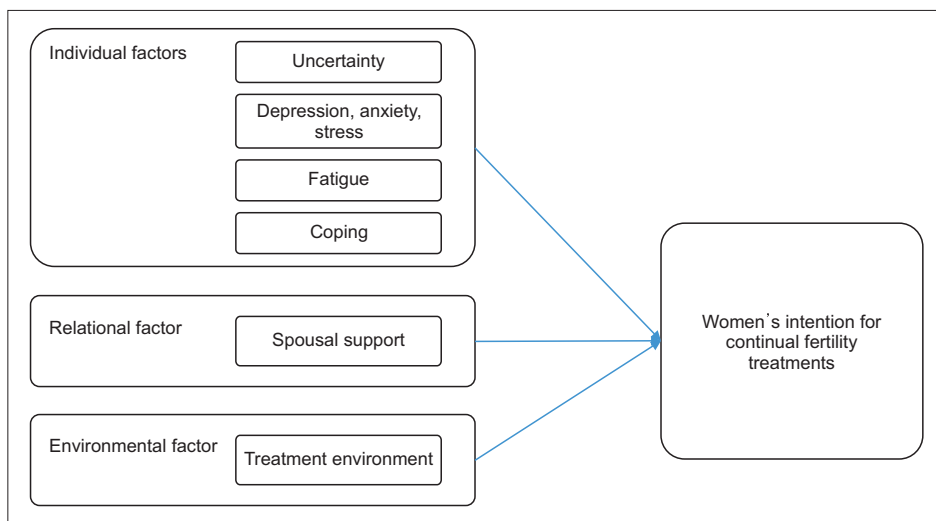 Individual factors
Uncertainty
Depression, anxiety,
stress
Fatigue
Coping
Relational factor
Spousal support
Environmental factor
Treatment environment
Women's intention for
continual fertility
treatments